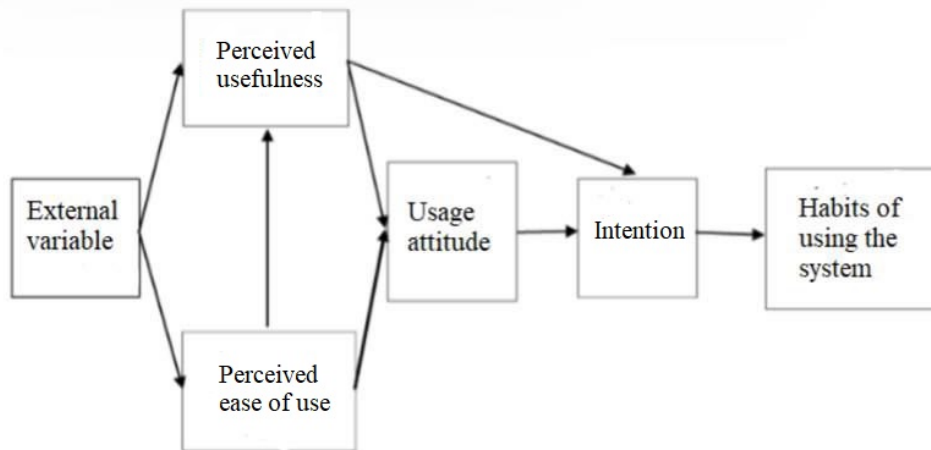 Perceived
usefulness
External
variable
Usage
attitude
Intention
Habits of
using the
system
Perceived
ease of use